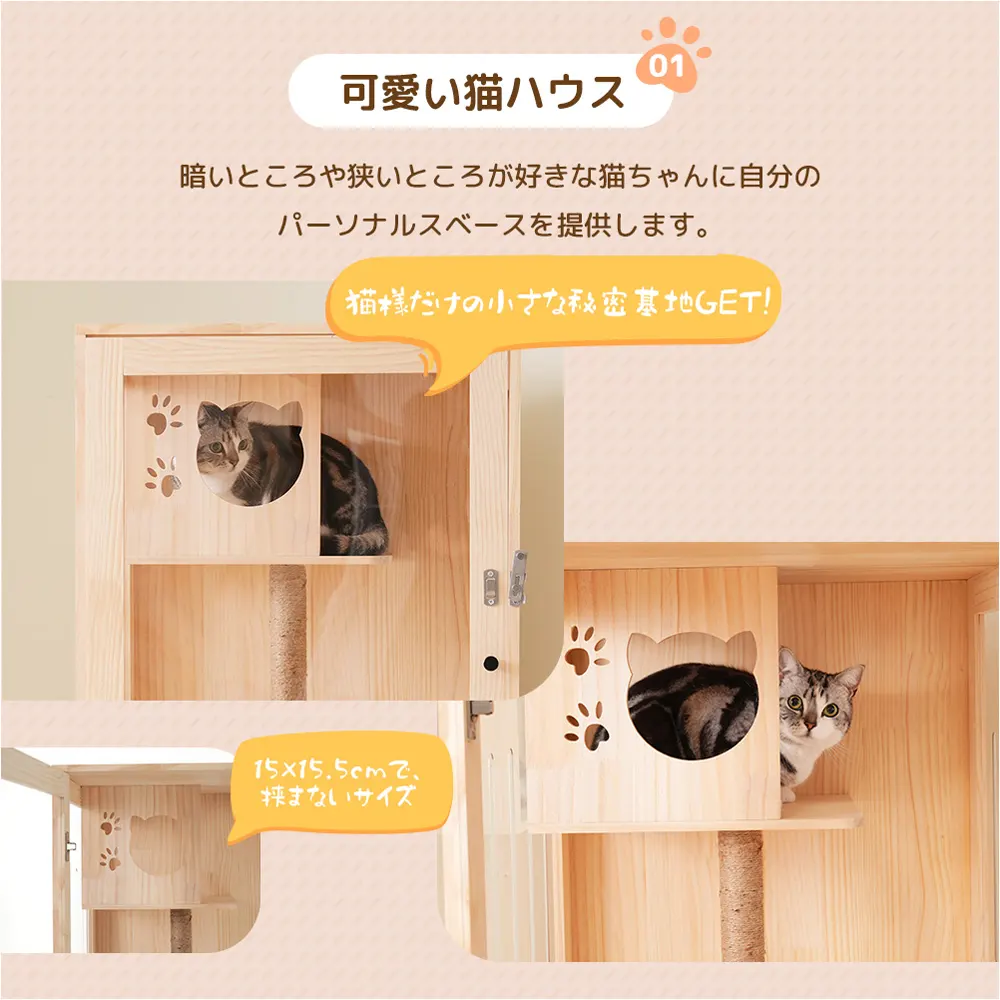 可愛い猫ハウス
01
暗いところや狭いところが好きな猫ちゃんに自分の
パーソナルスベースを提供します。
猫様だけの小さな秘密基地GET!
15×15.5cmで、
挟まないサイズ